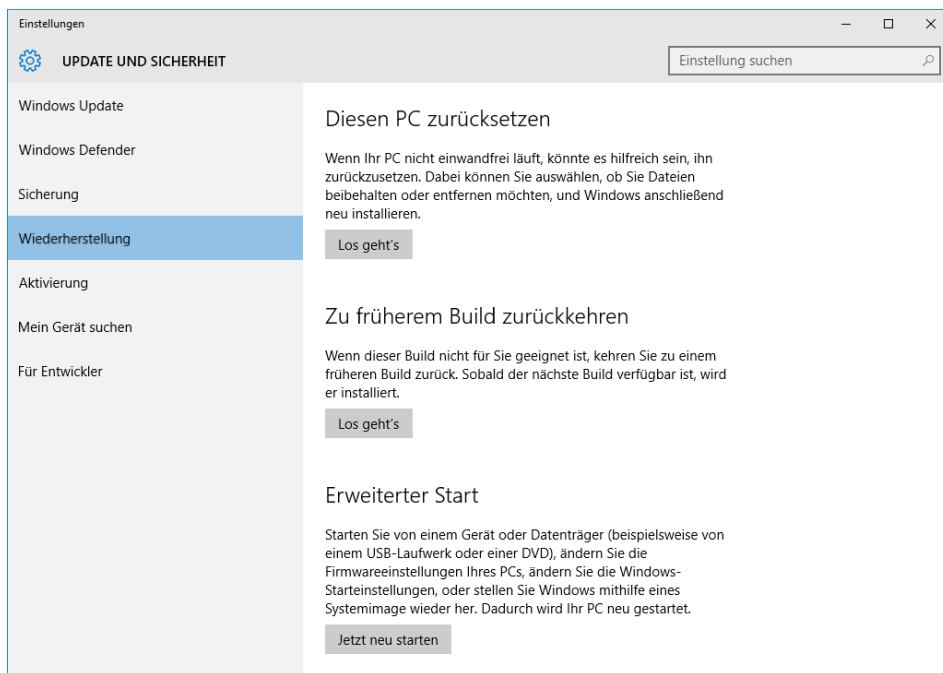 Einstellungen
UPDATE UND SICHERHEIT
Einstellung suchen
Windows Update
Windows Defender
Sicherung
Wiederherstellung
Aktivierung
Mein Gerät suchen
Für Entwickler
Diesen PC zurücksetzen
Wenn Ihr PC nicht einwandfrei läuft, könnte es hilfreich sein, ihn
zurückzusetzen. Dabei können Sie auswählen, ob Sie Dateien
beibehalten oder entfernen möchten, und Windows anschließend
neu installieren.
Los geht's
Zu früherem Build zurückkehren
Wenn dieser Build nicht für Sie geeignet ist, kehren Sie zu einem
früheren Build zurück. Sobald der nächste Build verfügbar ist, wird
er installiert.
Los geht's
Erweiterter Start
Starten Sie von einem Gerät oder Datenträger (beispielsweise von
einem USB-Laufwerk oder einer DVD), ändern Sie die
Firmwareeinstellungen Ihres PCs, ändern Sie die Windows-
Starteinstellungen, oder stellen Sie Windows mithilfe eines
Systemimage wieder her. Dadurch wird Ihr PC neu gestartet.
Jetzt neu starten